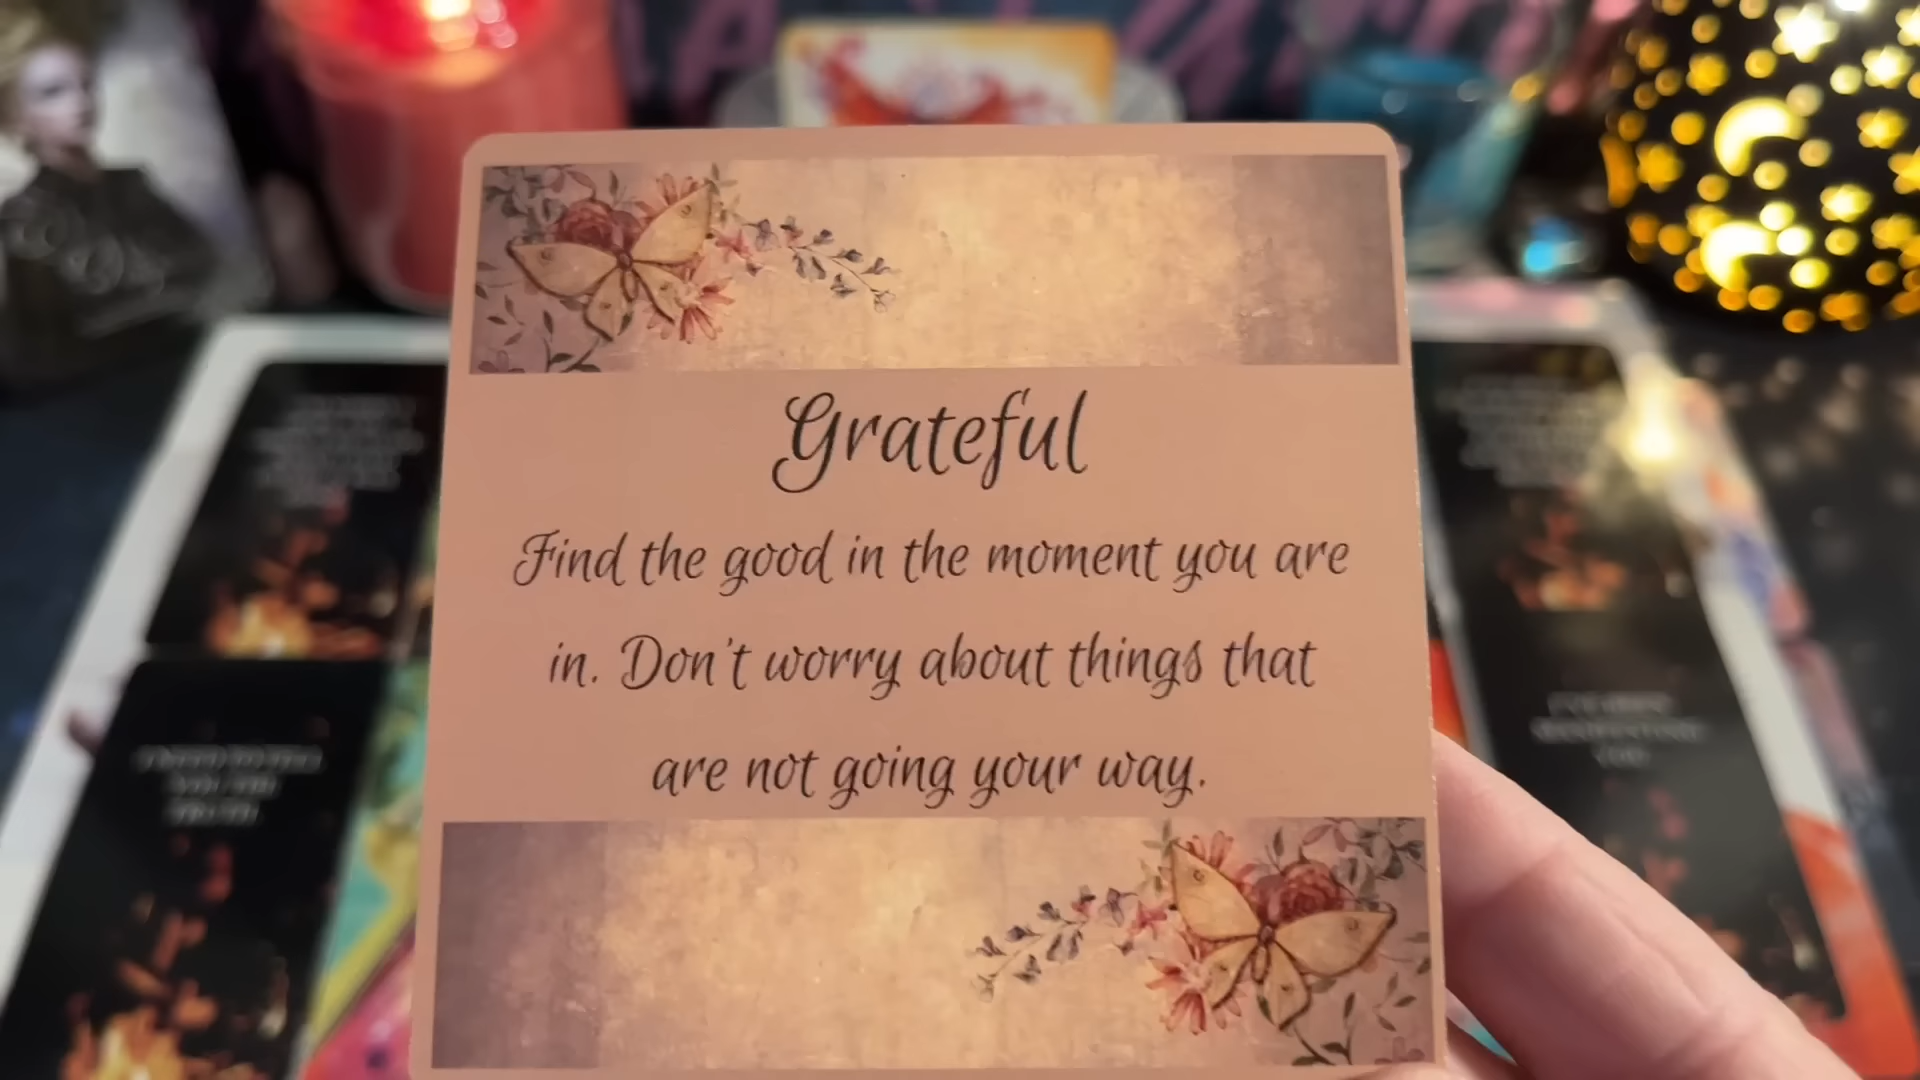 Grateful
Find the good in the moment you are
in. Don't worry about things that
are not going your way.